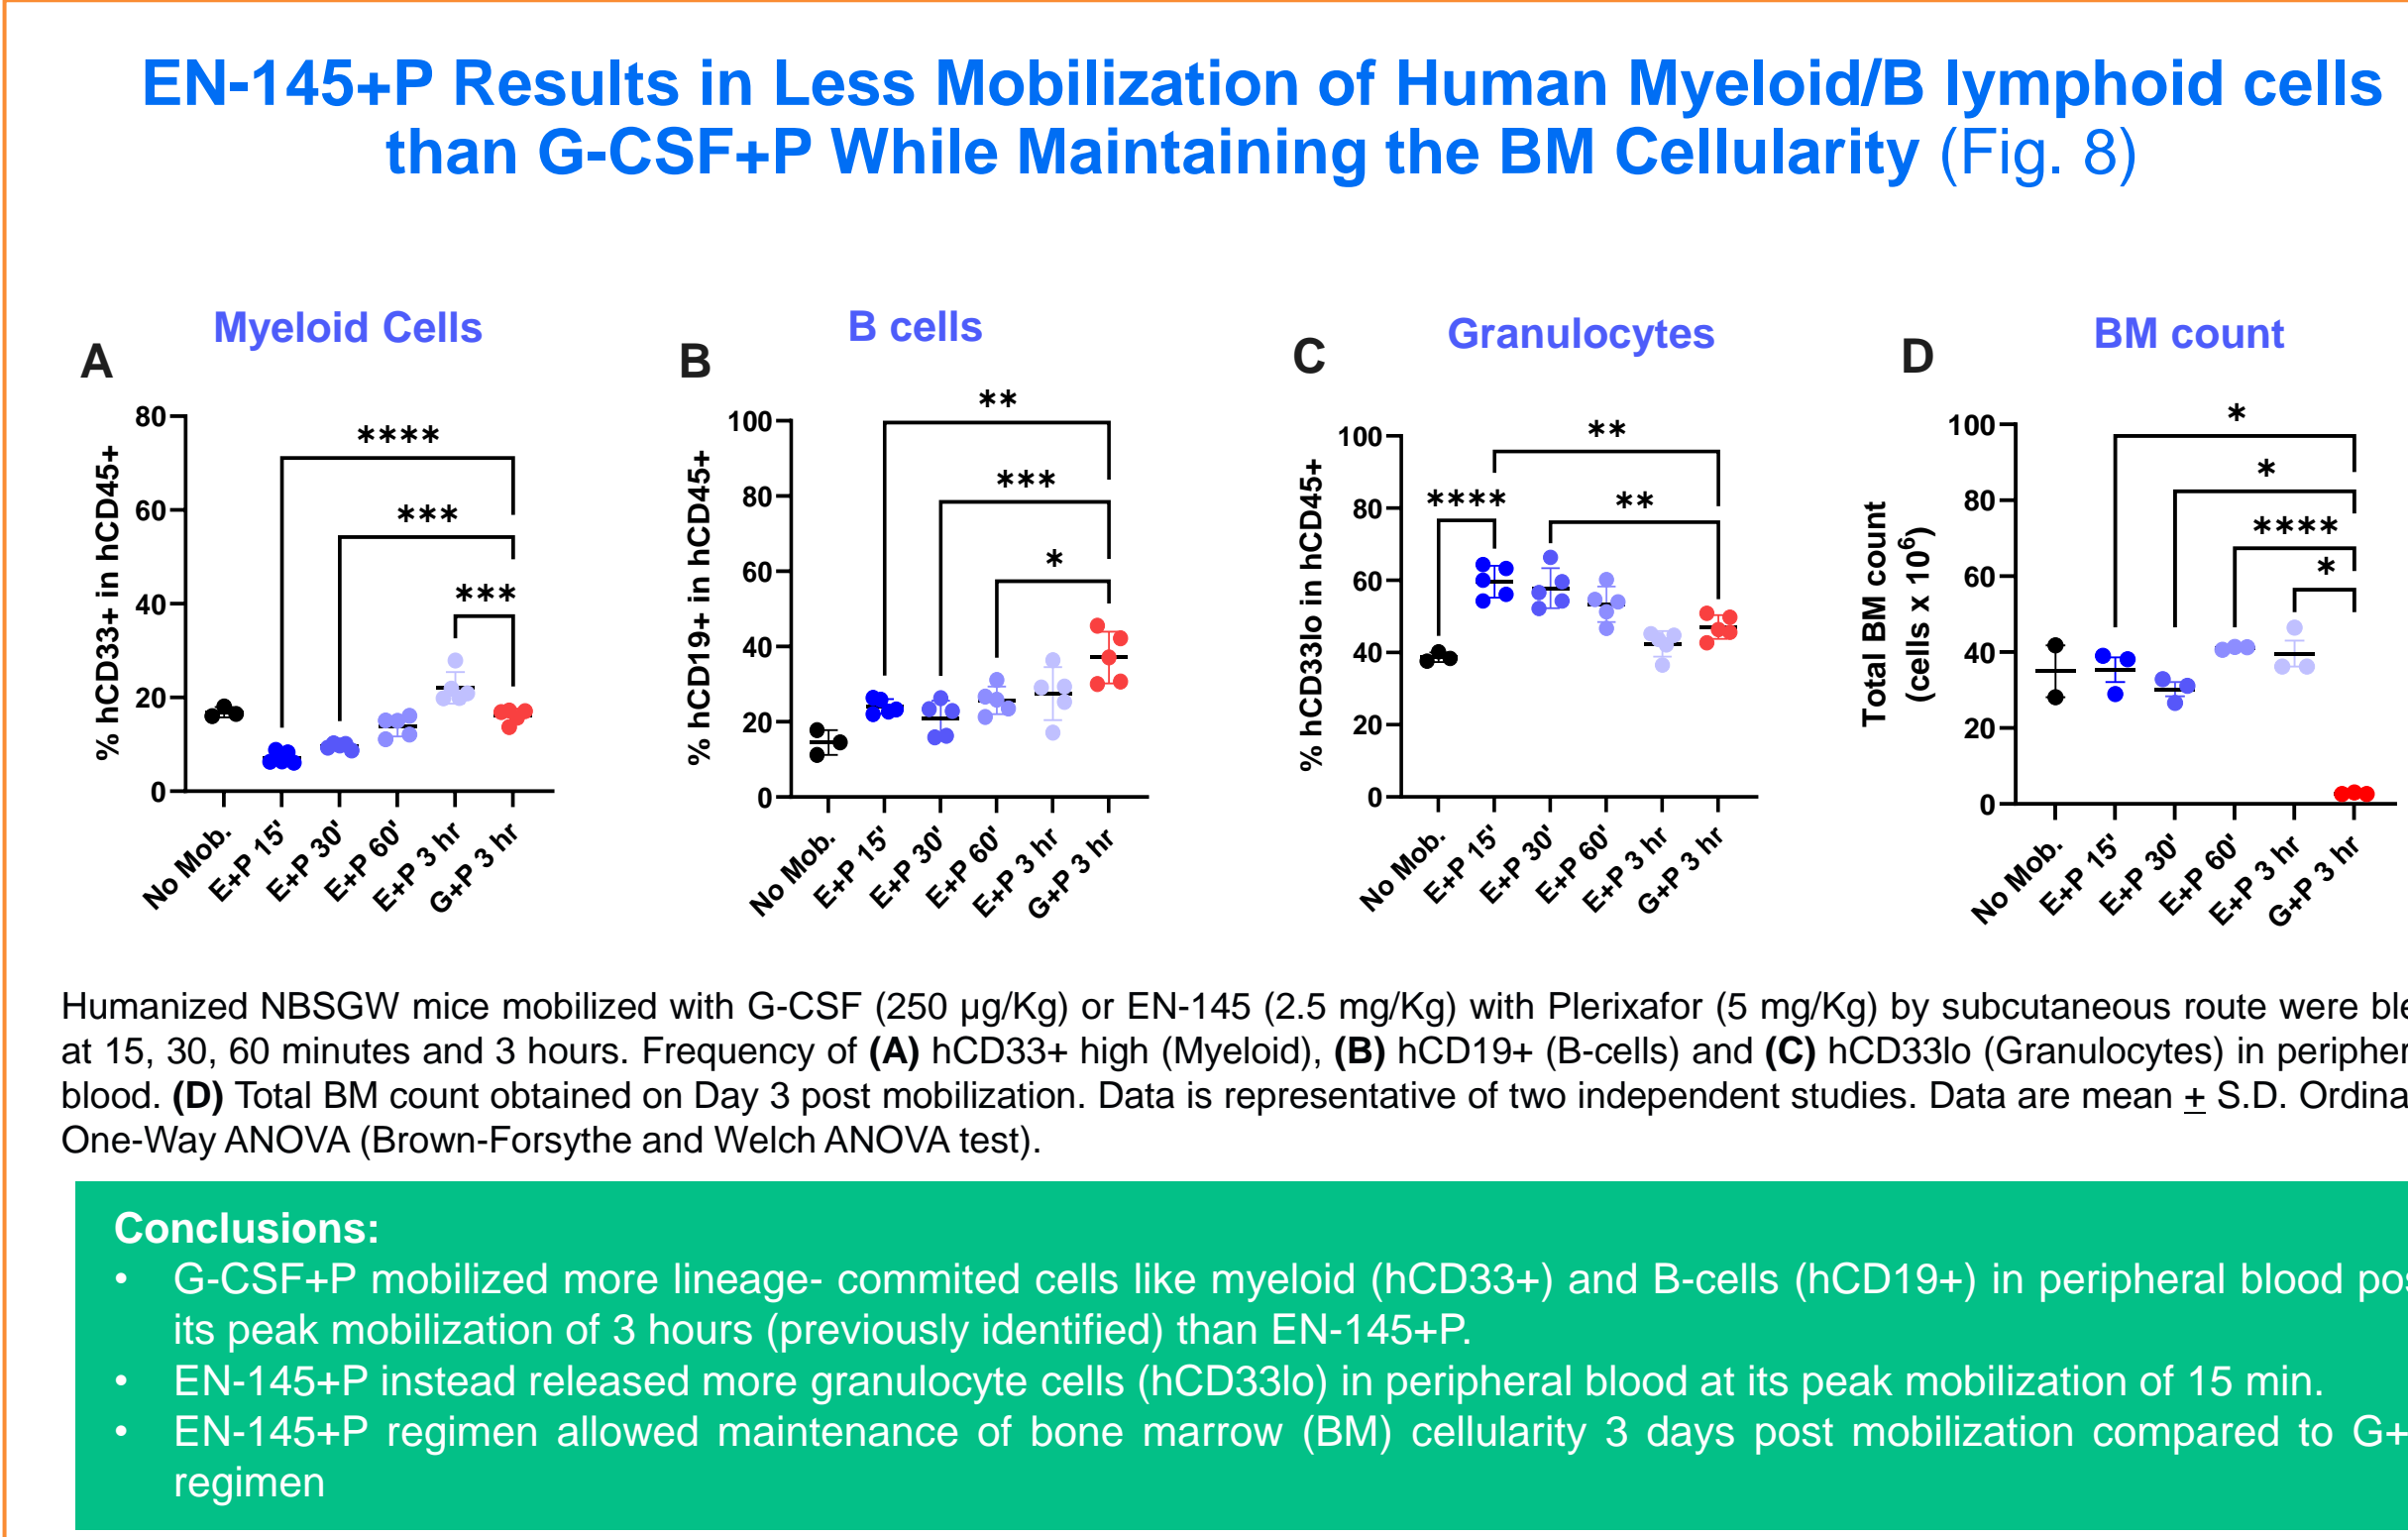 EN-145+P Results in Less Mobilization of Human Myeloid/B lymphoid cells
than G-CSF+P While Maintaining the BM Cellularity (Fig. 8)
Myeloid Cells
A
% hCD33+ in hCD45+
80
60
40
20
0
****
***
***
No Mob.
E+P 15'
E+P 30'
E+P 60'
E+P 3 hr
G+P 3 hr
B cells
B
% hCD19+ in hCD45+
100
80
60
40
20
0
**
***
*
No Mob.
E+P 15'
E+P 30'
E+P 60'
E+P 3 hr
G+P 3 hr
Granulocytes
C
% hCD33lo in hCD45+
100
80
60
40
20
0
**
****
**
No Mob.
E+P 15'
E+P 30'
E+P 60'
E+P 3 hr
G+P 3 hr
BM count
D
Total BM count
(cells x 10⁶)
100
80
60
40
20
0
*
*
****
*
No Mob.
E+P 15'
E+P 30'
E+P 60'
E+P 3 hr
G+P 3 hr
Humanized NBSGW mice mobilized with G-CSF (250 µg/Kg) or EN-145 (2.5 mg/Kg) with Plerixafor (5 mg/Kg) by subcutaneous route were ble
at 15, 30, 60 minutes and 3 hours. Frequency of (A) hCD33+ high (Myeloid), (B) hCD19+ (B-cells) and (C) hCD33lo (Granulocytes) in peripher
blood. (D) Total BM count obtained on Day 3 post mobilization. Data is representative of two independent studies. Data are mean ± S.D. Ordina
One-Way ANOVA (Brown-Forsythe and Welch ANOVA test).
Conclusions:
• G-CSF+P mobilized more lineage- commited cells like myeloid (hCD33+) and B-cells (hCD19+) in peripheral blood pos
its peak mobilization of 3 hours (previously identified) than EN-145+P.
• EN-145+P instead released more granulocyte cells (hCD33lo) in peripheral blood at its peak mobilization of 15 min.
• EN-145+P regimen allowed maintenance of bone marrow (BM) cellularity 3 days post mobilization compared to G+
regimen